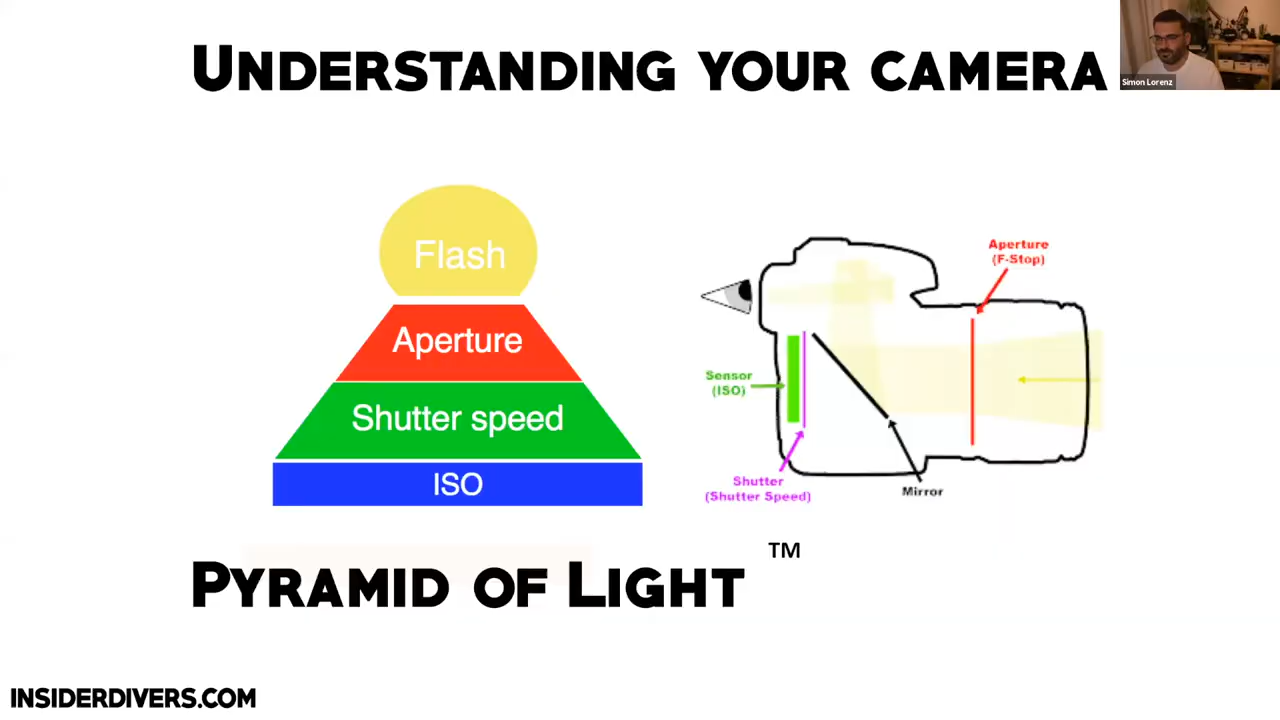 UNDERSTANDING YOUR CAMERA
Simon Lorenz
Flash
Aperture
Shutter speed
ISO
Aperture
(F-Stop)
Sensor
(ISO)
Shutter
(Shutter Speed)
Mirror
PYRAMID OF LIGHT
TM
INSIDERDIVERS.COM